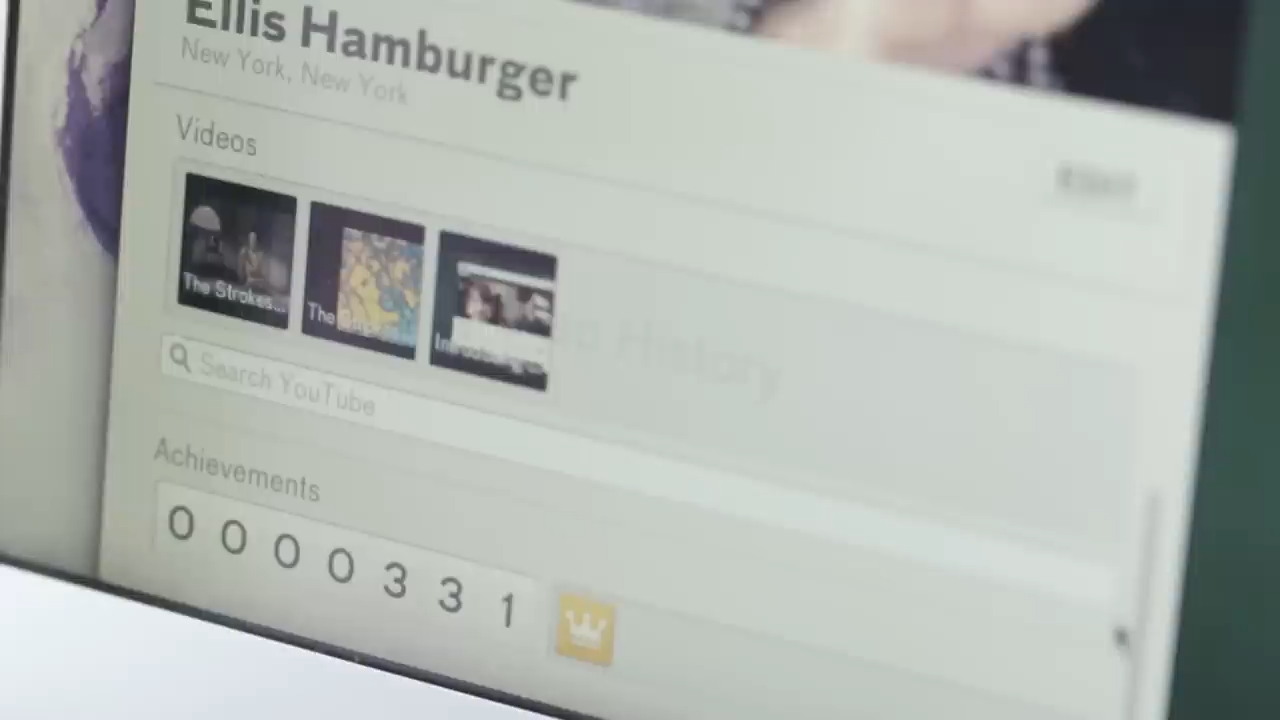 Ellis Hamburger
New York, New York
Videos
The Strokes...
The
History
Search YouTube
Achievements
0 0 0 0 3 3 1